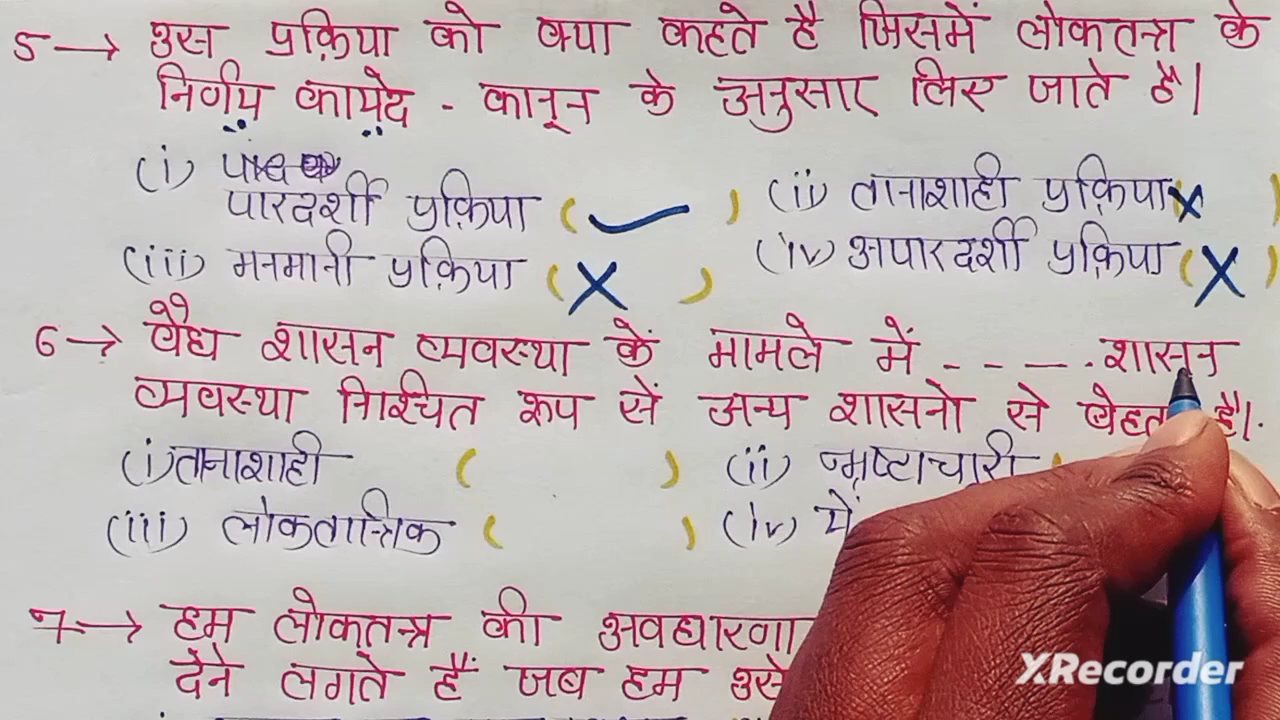 5→ उस प्रक्रिया को क्या कहते है जिसमें लोकतन्त्र के
निर्णय कायदे - कानून के अनुसार लिए जाते है।
(i)
पारदर्शी प्रक्रिया ( ✓ ) (ii) तानाशाही प्रक्रिया x )
(iii) मनमानी प्रक्रिया ( X ) (iv) अपारदर्शी प्रक्रिया ( X )
6→ वैध शासन व्यवस्था के मामले में - - - . शासन
व्यवस्था निश्चित रूप से अन्य शासनो से है।
(i) तानाशाही ( ) (ii) भ्रष्टाचारी
(iii) लोकतान्त्रिक ( ) (iv) ये
7→ हम लोकतन्त्र की अवधारणा
देने लगते हैं जब हम उसे
XRecorder